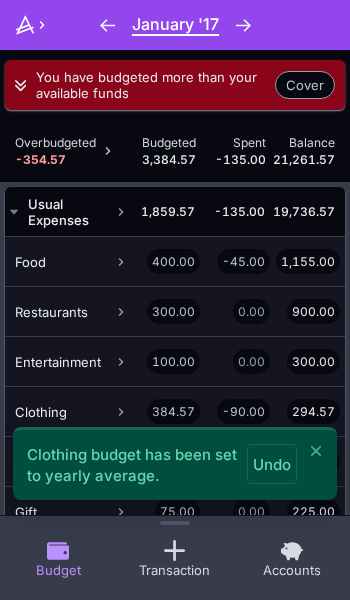 January '17
You have budgeted more than your
available funds
Cover
Overbudgeted Budgeted Spent Balance
-354.57 3,384.57 -135.00 21,261.57
Usual
Expenses
1,859.57 -135.00 19,736.57
Food 400.00 -45.00 1,155.00
Restaurants 300.00 0.00 900.00
Entertainment 100.00 0.00 300.00
Clothing 384.57 -90.00 294.57
Clothing budget has been set
to yearly average.
Undo
Gift 75.00 0.00 225.00
Budget Transaction Accounts